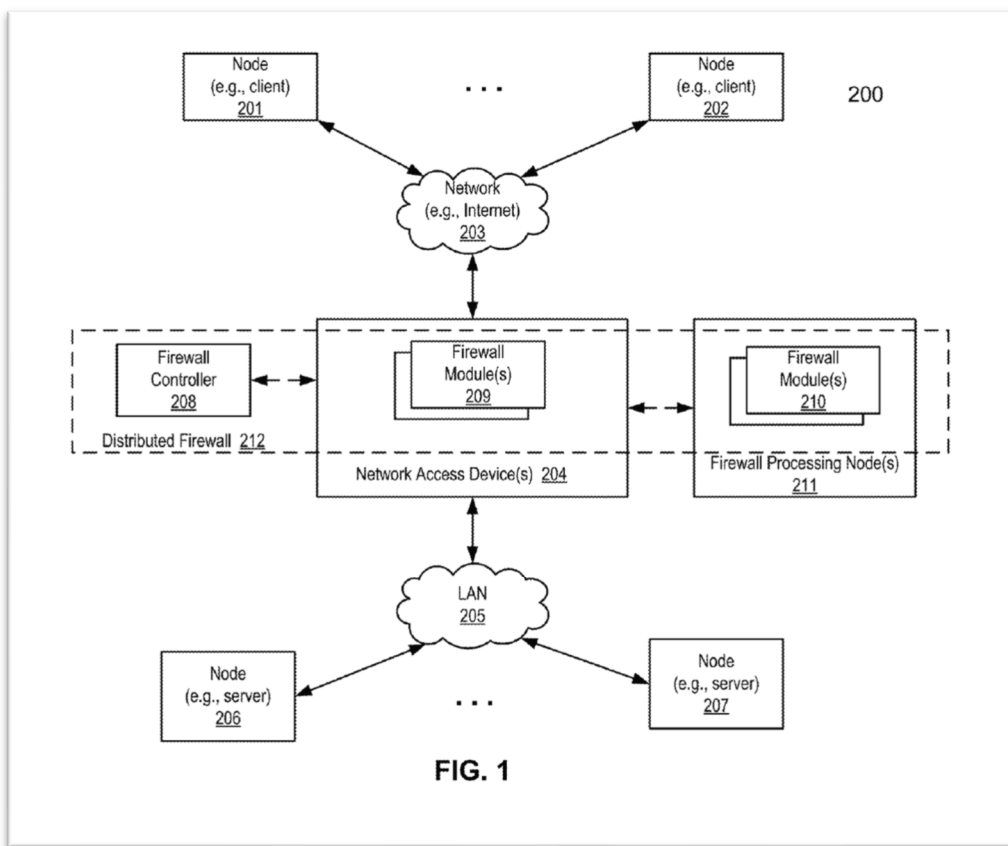 Node
(e.g., client)
201
. . .
Node
(e.g., client)
202
200
Network
(e.g., Internet)
203
Firewall
Controller
208
Distributed Firewall 212
Firewall
Module(s)
209
Network Access Device(s) 204
Firewall
Module(s)
210
Firewall Processing Node(s)
211
LAN
205
Node
(e.g., server)
206
. . .
Node
(e.g., server)
207
FIG. 1